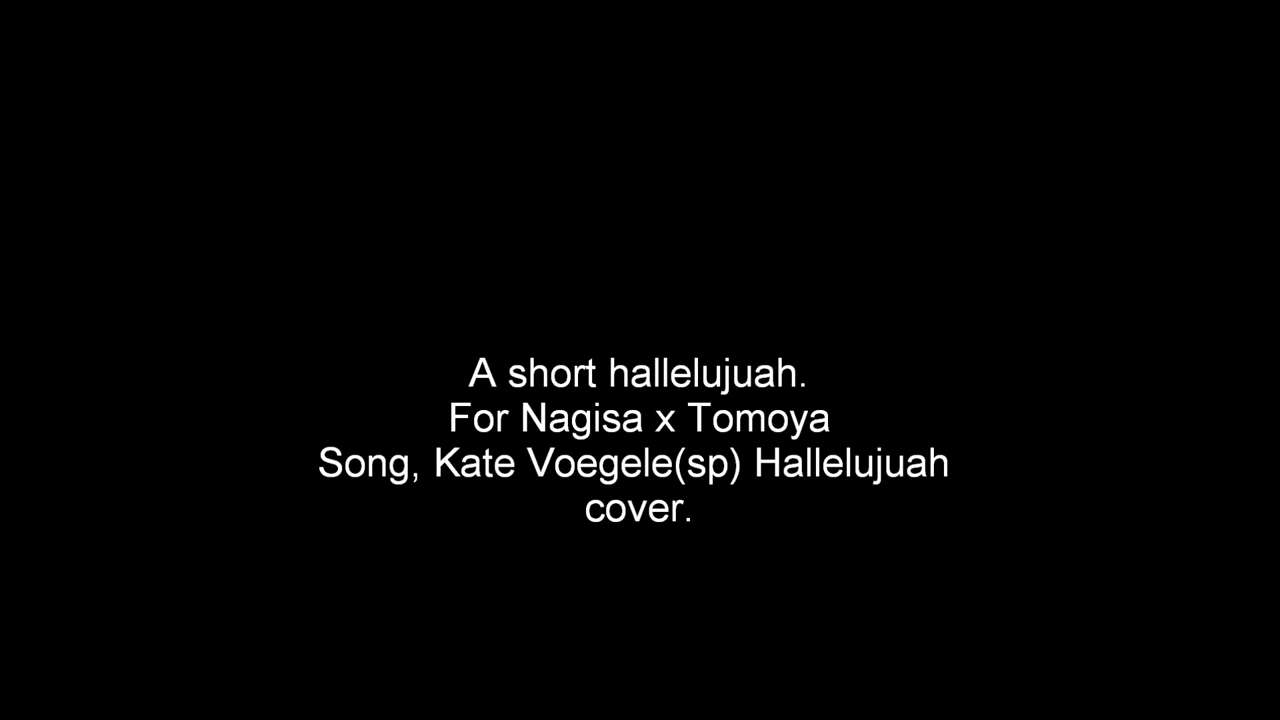 A short hallelujuah.
For Nagisa x Tomoya
Song, Kate Voegele(sp) Hallelujuah
cover.